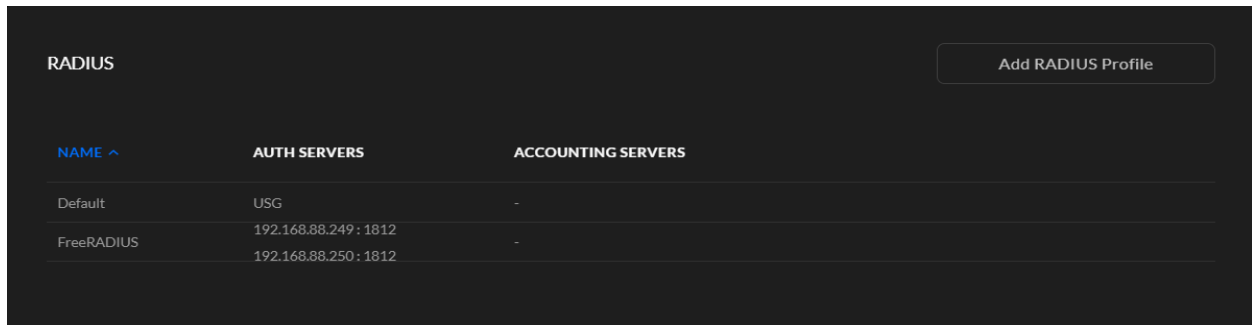 RADIUS
Add RADIUS Profile
NAME AUTH SERVERS ACCOUNTING SERVERS
Default USG -
192.168.88.249 : 1812
FreeRADIUS -
192.168.88.250 : 1812